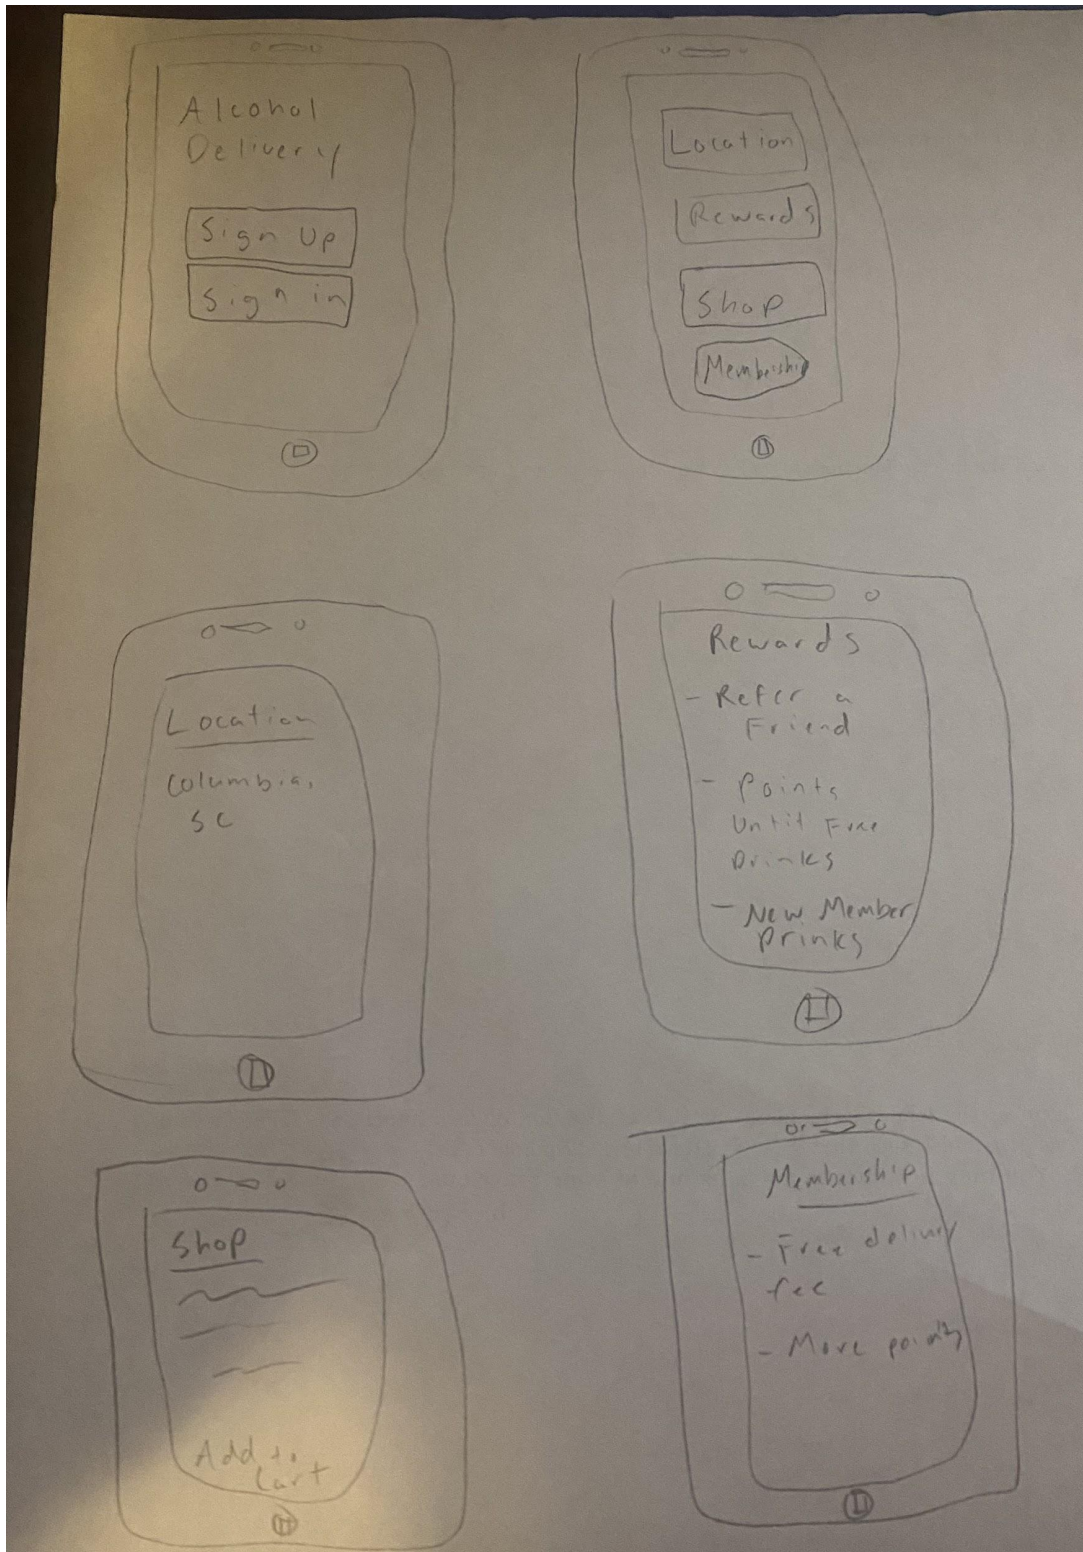 Alcohol
Delivery
Sign Up
Sign in
Location
Rewards
Shop
Membership
Location
Columbia,
SC
Rewards
- Refer a
Friend
- Points
Until Free
Drinks
- New Member
Drinks
Shop
Add to
Cart
Membership
- Free delivery
fee
- More points